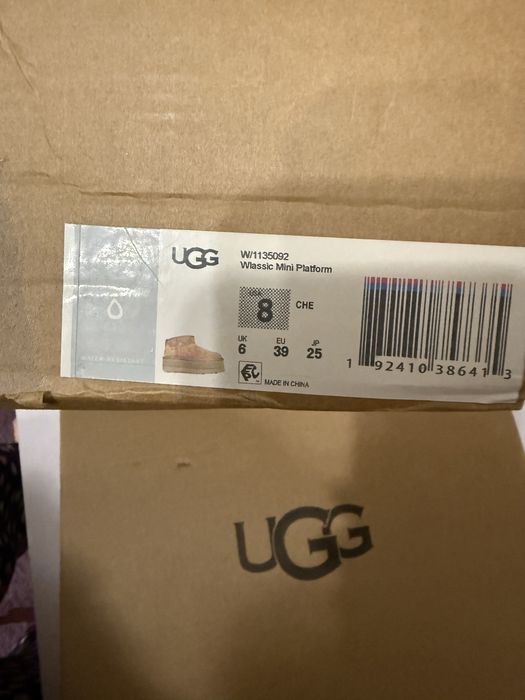 UGG
W/1135092
Wlassic Mini Platform
USA
8
CHE
UK
6
EU
39
JP
25
MADE IN CHINA
1 92410 38641 3
UGG